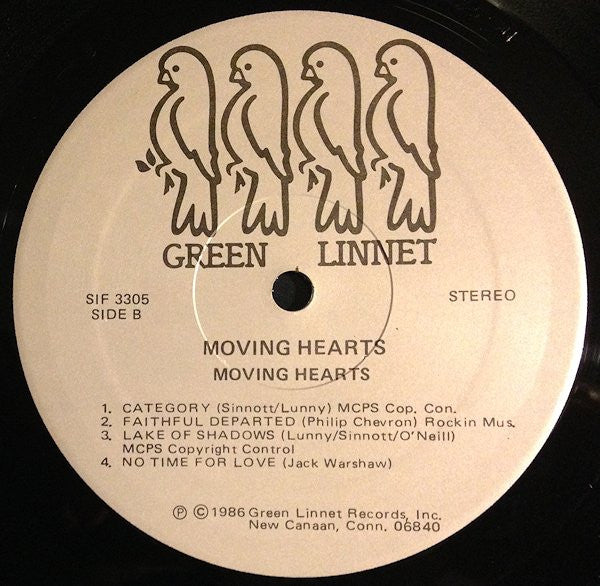 GREEN LINNET
SIF 3305
SIDE B
STEREO
MOVING HEARTS
MOVING HEARTS
1. CATEGORY (Sinnott/Lunny) MCPS Cop. Con.
2. FAITHFUL DEPARTED (Philip Chevron) Rockin Mus.
3. LAKE OF SHADOWS (Lunny/Sinnott/O'Neill)
MCPS Copyright Control
4. NO TIME FOR LOVE (Jack Warshaw)
Ⓟ © 1986 Green Linnet Records, Inc.
New Canaan, Conn. 06840